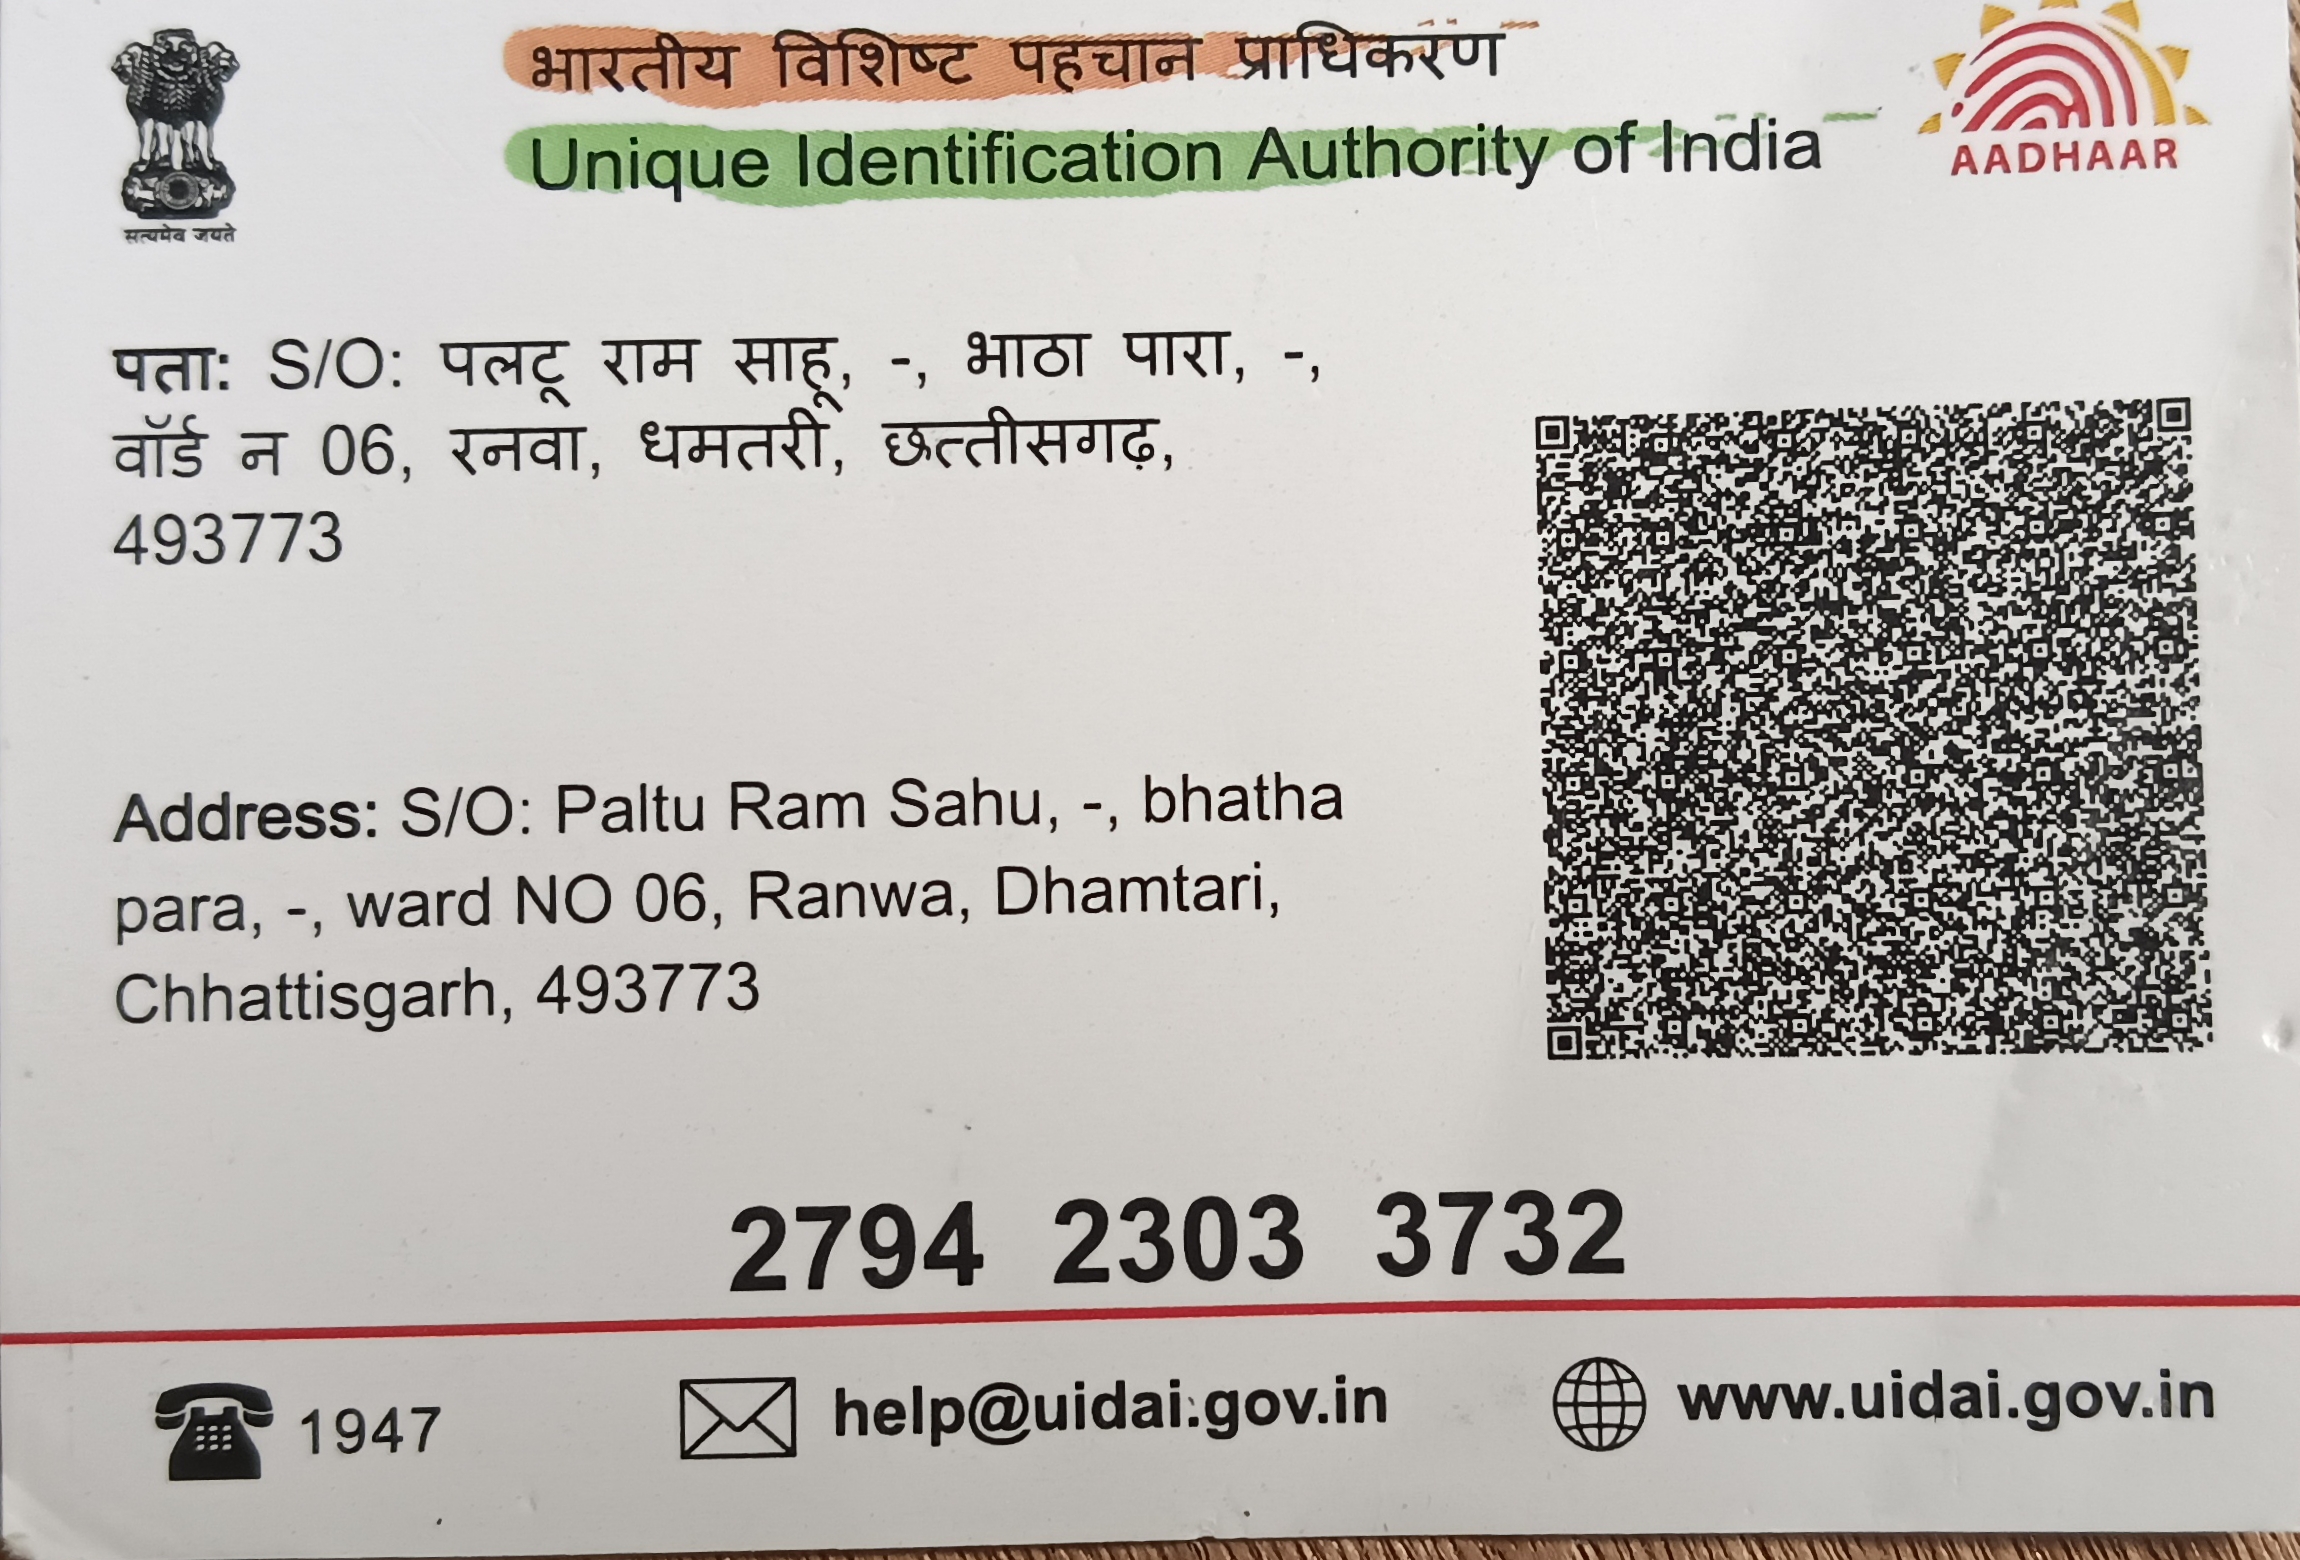 भारतीय विशिष्ट पहचान प्राधिकरण
Unique Identification Authority of India
AADHAAR
सत्यमेव जयते
पता: S/O: पलटू राम साहू, -, भाठा पारा, -,
वॉर्ड न 06, रनवा, धमतरी, छत्तीसगढ़,
493773
Address: S/O: Paltu Ram Sahu, -, bhatha
para, -, ward NO 06, Ranwa, Dhamtari,
Chhattisgarh, 493773
2794 2303 3732
1947
help@uidai.gov.in
www.uidai.gov.in